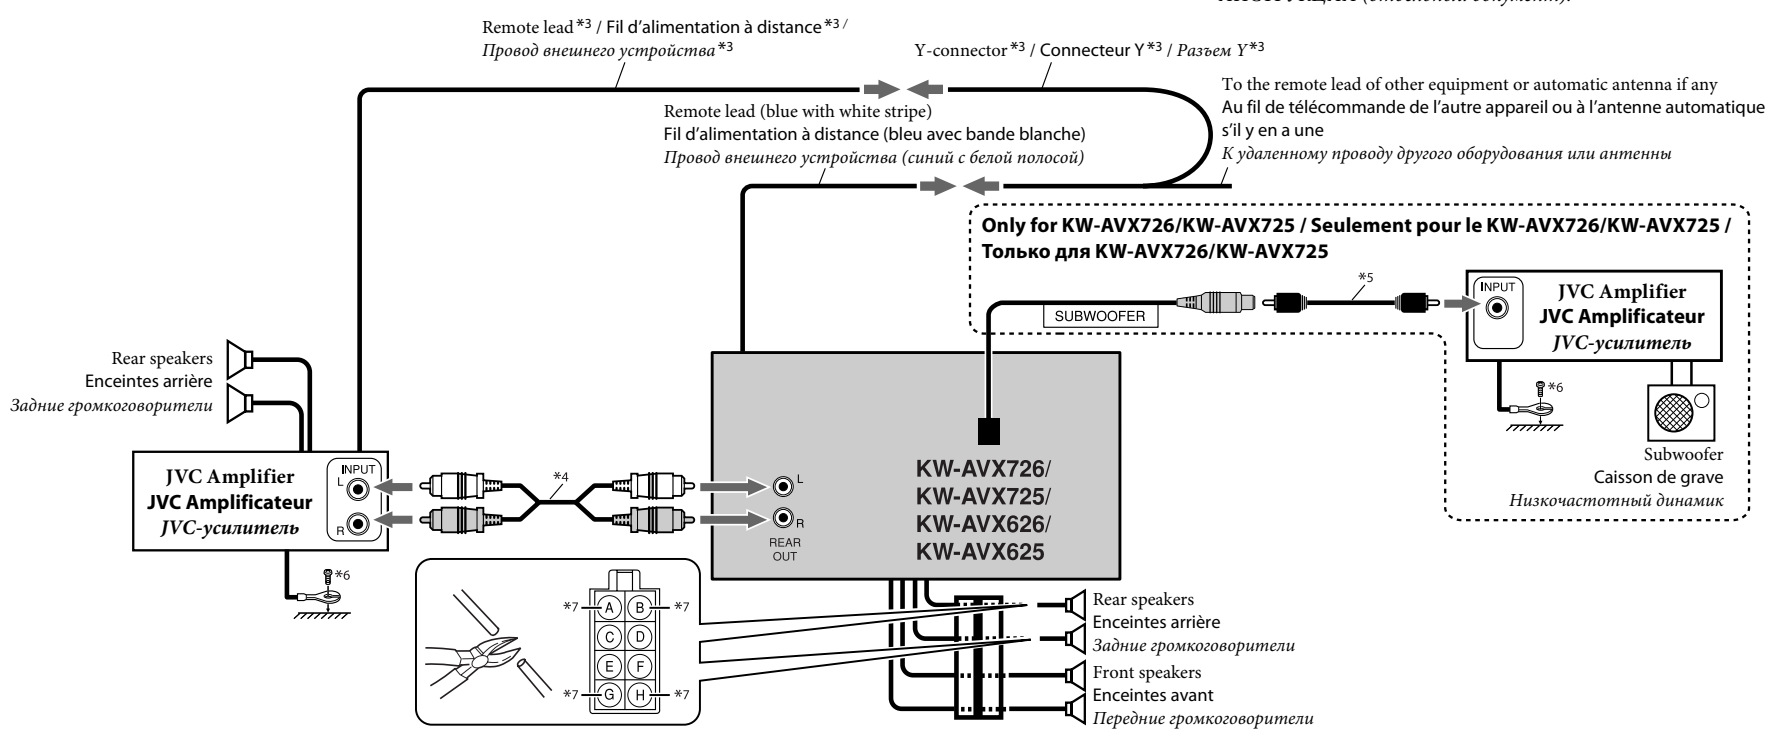 ИНСТРУКЦИЙ (отдельный документ).
Remote lead*3 / Fil d'alimentation à distance*3 /
Провод внешнего устройства*3
Y-connector*3 / Connecteur Y*3 / Разъем Y*3
To the remote lead of other equipment or automatic antenna if any
Au fil de télécommande de l'autre appareil ou à l'antenne automatique
s'il y en a une
К удаленному проводу другого оборудования или антенны
Remote lead (blue with white stripe)
Fil d'alimentation à distance (bleu avec bande blanche)
Провод внешнего устройства (синий с белой полосой)
Only for KW-AVX726/KW-AVX725 / Seulement pour le KW-AVX726/KW-AVX725 /
Только для KW-AVX726/KW-AVX725
*5
SUBWOOFER
INPUT
JVC Amplifier
JVC Amplificateur
JVC-усилитель
*6
Subwoofer
Caisson de grave
Низкочастотный динамик
Rear speakers
Enceintes arrière
Задние громкоговорители
JVC Amplifier
JVC Amplificateur
JVC-усилитель
INPUT
L
R
*4
*6
L
R
REAR
OUT
KW-AVX726/
KW-AVX725/
KW-AVX626/
KW-AVX625
*7 A B *7
C D
E F
*7 G H *7
Rear speakers
Enceintes arrière
Задние громкоговорители
Front speakers
Enceintes avant
Передние громкоговорители